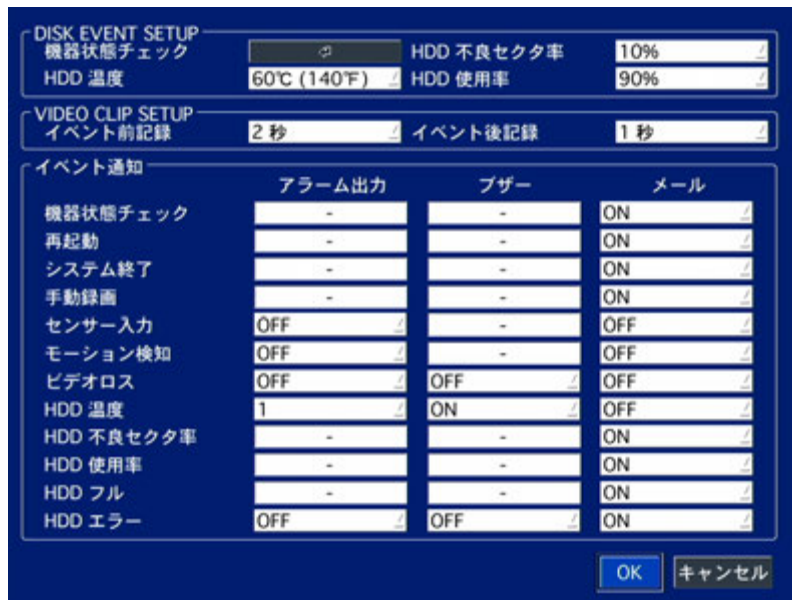 DISK EVENT SETUP
機器状態チェック HDD 不良セクタ率 10%
HDD 温度 60℃ (140℉) HDD 使用率 90%
VIDEO CLIP SETUP
イベント前記録 2 秒 イベント後記録 1 秒
イベント通知
アラーム出力 ブザー メール
機器状態チェック - - ON
再起動 - - ON
システム終了 - - ON
手動録画 - - ON
センサー入力 OFF - OFF
モーション検知 OFF - OFF
ビデオロス OFF OFF OFF
HDD 温度 1 ON OFF
HDD 不良セクタ率 - - ON
HDD 使用率 - - ON
HDD フル - - ON
HDD エラー OFF OFF ON
OK キャンセル